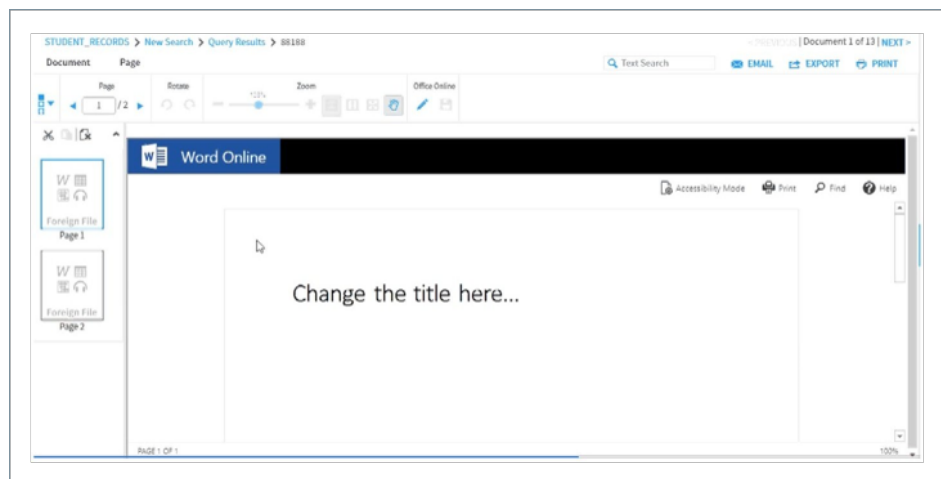 STUDENT_RECORDS > New Search > Query Results > 88188
< PREVIOUS | Document 1 of 13 | NEXT >
Document Page
Text Search EMAIL EXPORT PRINT
Page Rotate Zoom Office Online
1 / 2
W
Word Online
Accessibility Mode Print Find Help
W
Foreign File
Page 1
Change the title here...
W
Foreign File
Page 2
PAGE 1 OF 1 100%